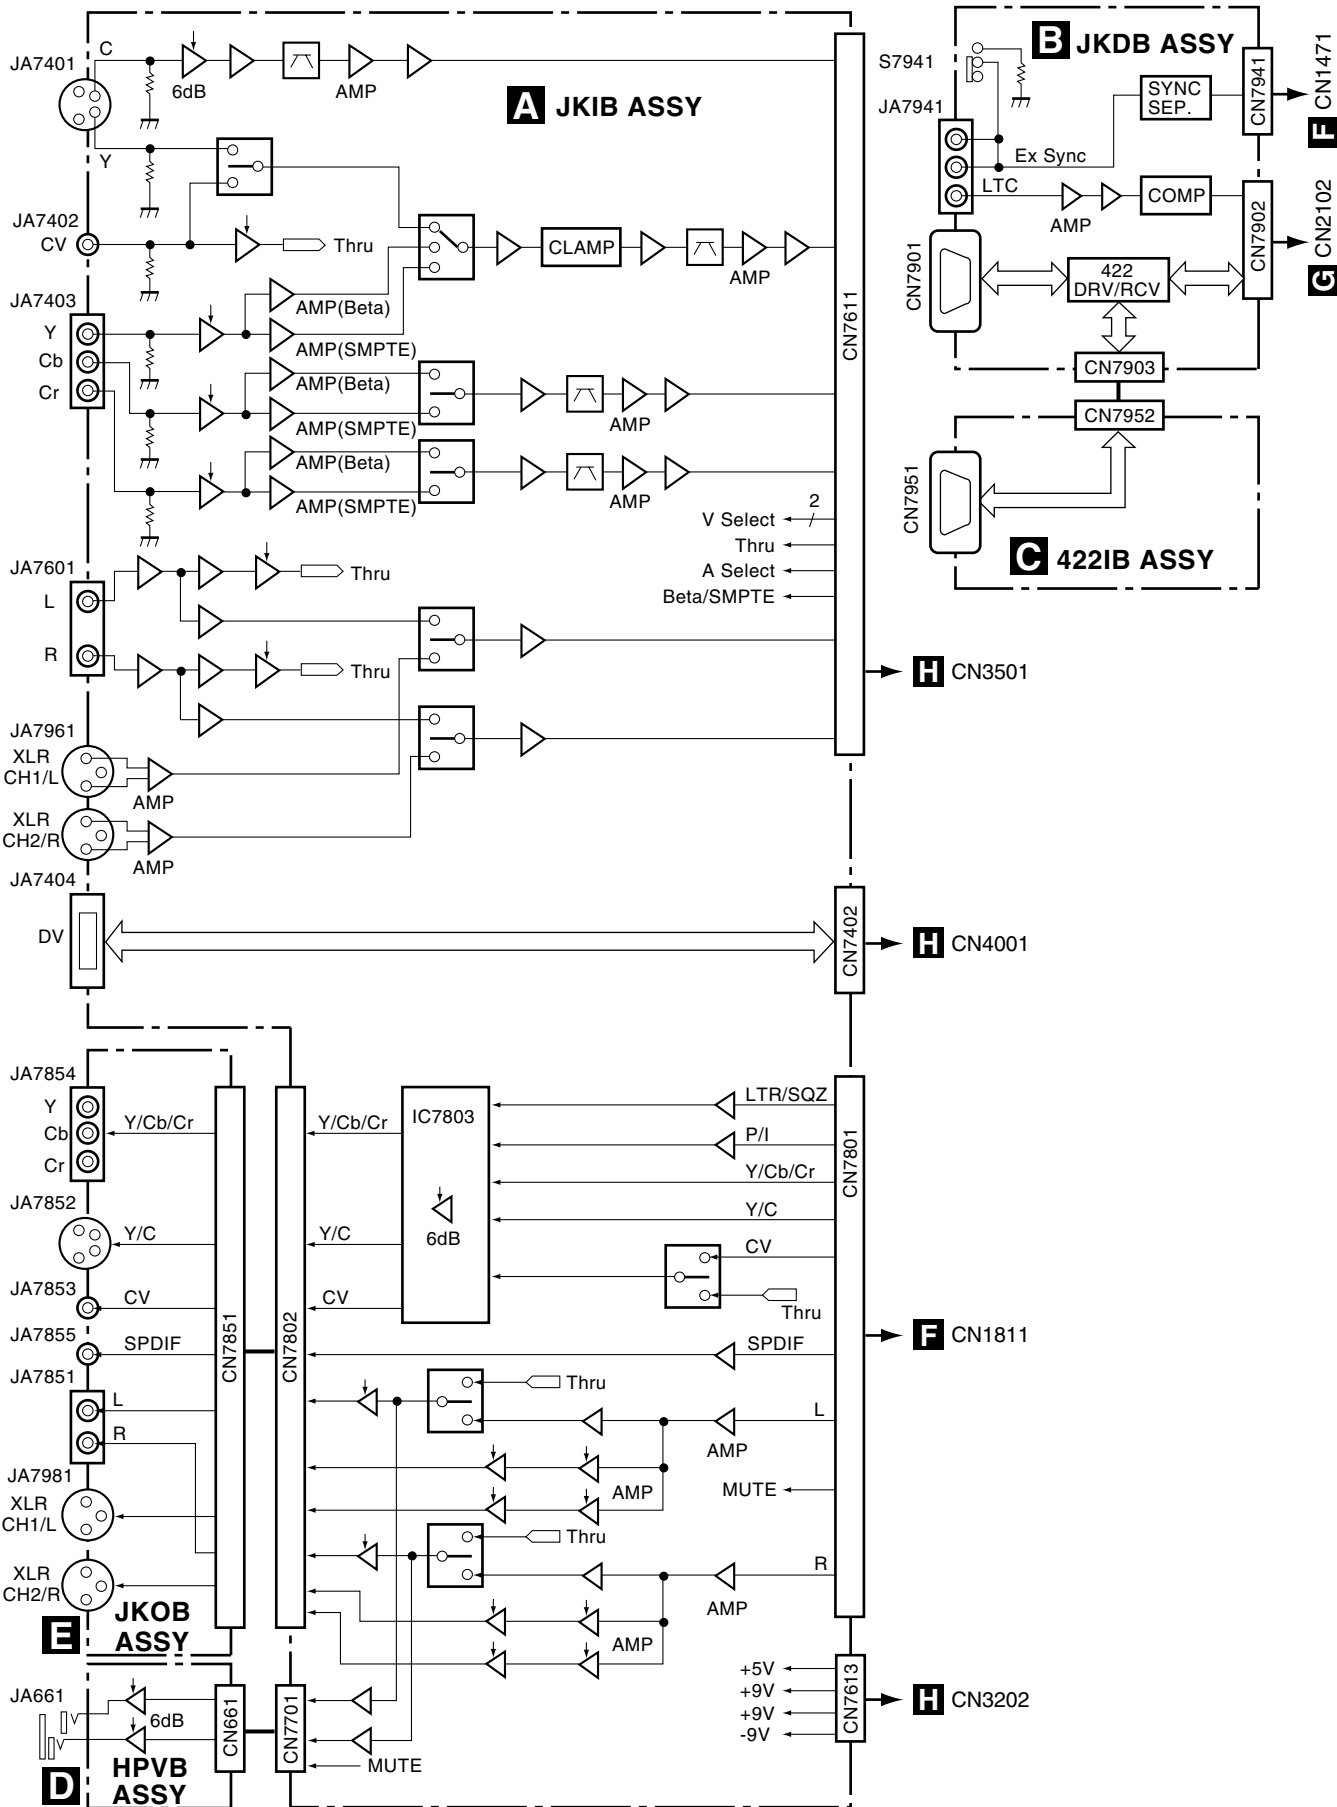 A JKIB ASSY
JA7401
C
6dB
AMP
Y
JA7402
CV
Thru
CLAMP
AMP
JA7403
Y
Cb
Cr
AMP(Beta)
AMP(SMPTE)
AMP(Beta)
AMP(SMPTE)
AMP
AMP(Beta)
AMP(SMPTE)
AMP
V Select
2
Thru
A Select
Beta/SMPTE
CN7611
JA7601
L
Thru
R
Thru
H CN3501
JA7961
XLR
CH1/L
AMP
XLR
CH2/R
AMP
JA7404
DV
CN7402
H CN4001
B JKDB ASSY
S7941
JA7941
SYNC
SEP.
CN7941
F CN1471
Ex Sync
LTC
AMP
COMP
CN7902
G CN2102
CN7901
422
DRV/RCV
CN7903
CN7952
CN7951
C 422IB ASSY
JA7854
Y
Cb
Cr
Y/Cb/Cr
JA7852
Y/C
JA7853
CV
JA7855
SPDIF
JA7851
L
R
JA7981
XLR
CH1/L
XLR
CH2/R
E JKOB
ASSY
CN7851
CN7802
Y/Cb/Cr
Y/C
CV
IC7803
6dB
LTR/SQZ
P/I
Y/Cb/Cr
Y/C
CV
Thru
SPDIF
Thru
L
AMP
AMP
MUTE
Thru
R
AMP
AMP
CN7801
F CN1811
JA661
6dB
D HPVB
ASSY
CN661
CN7701
MUTE
+5V
+9V
+9V
-9V
CN7613
H CN3202